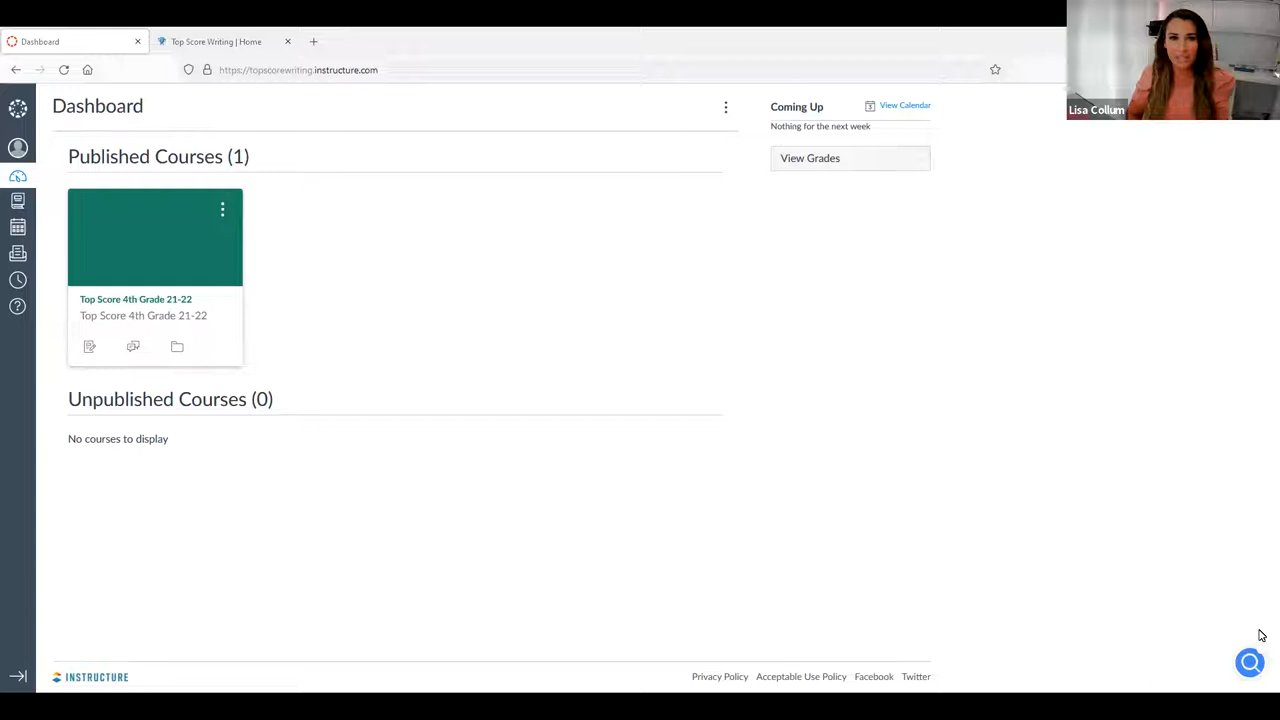 Dashboard
Top Score Writing | Home
https://topscorewriting.instructure.com
Lisa Collum
Dashboard
Coming Up
View Calendar
Nothing for the next week
View Grades
Published Courses (1)
Top Score 4th Grade 21-22
Top Score 4th Grade 21-22
Unpublished Courses (0)
No courses to display
INSTRUCTURE
Privacy Policy Acceptable Use Policy Facebook Twitter